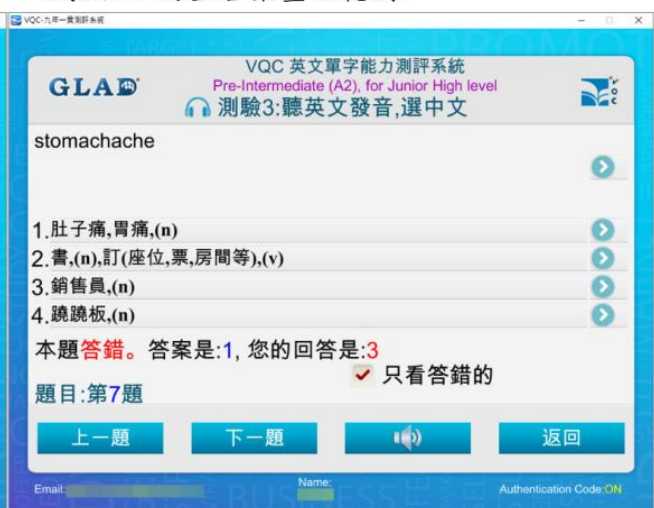 VQC-九年一貫測評系統
GLAD
VQC 英文單字能力測評系統
Pre-Intermediate (A2), for Junior High level
測驗3:聽英文發音,選中文
Voc
stomachache
1.肚子痛,胃痛,(n)
2.書,(n),訂(座位,票,房間等),(v)
3.銷售員,(n)
4.蹺蹺板,(n)
本題答錯。答案是:1, 您的回答是:3
只看答錯的
題目:第7題
上一題
下一題
返回
Email:
Name:
Authentication Code:ON
BUSINESS